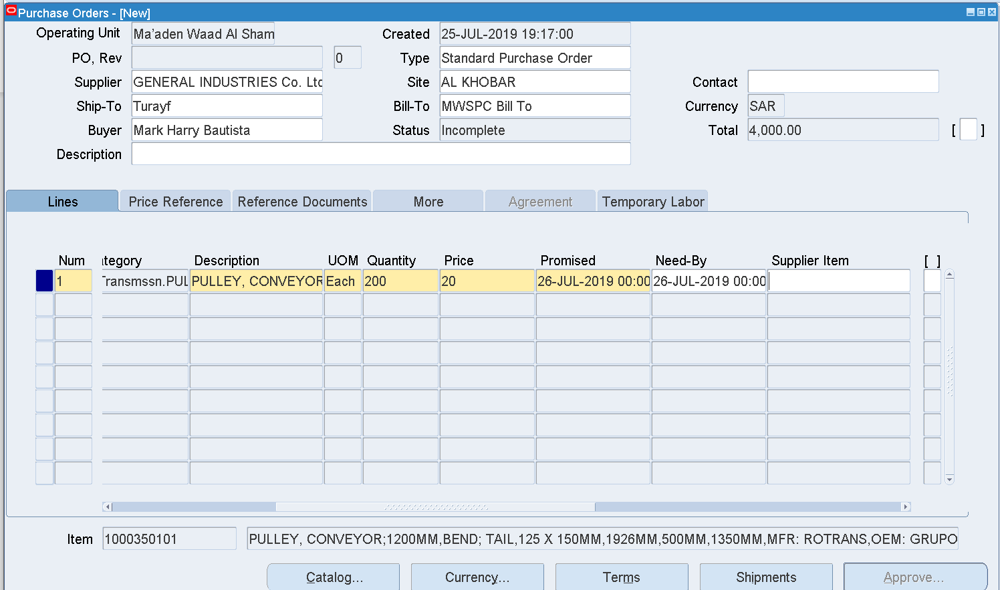 Purchase Orders - [New]
Operating Unit Ma'aden Waad Al Sham Created 25-JUL-2019 19:17:00
PO, Rev 0 Type Standard Purchase Order
Supplier GENERAL INDUSTRIES Co. Ltd Site AL KHOBAR Contact
Ship-To Turayf Bill-To MWSPC Bill To Currency SAR
Buyer Mark Harry Bautista Status Incomplete Total 4,000.00 [ ]
Description
Lines Price Reference Reference Documents More Agreement Temporary Labor
Num ategory Description UOM Quantity Price Promised Need-By Supplier Item [ ]
1 Transmssn.PUL PULLEY, CONVEYOR Each 200 20 26-JUL-2019 00:00 26-JUL-2019 00:00
Item 1000350101 PULLEY, CONVEYOR;1200MM,BEND; TAIL,125 X 150MM,1926MM,500MM,1350MM,MFR: ROTRANS,OEM: GRUPO
Catalog... Currency... Terms Shipments Approve...